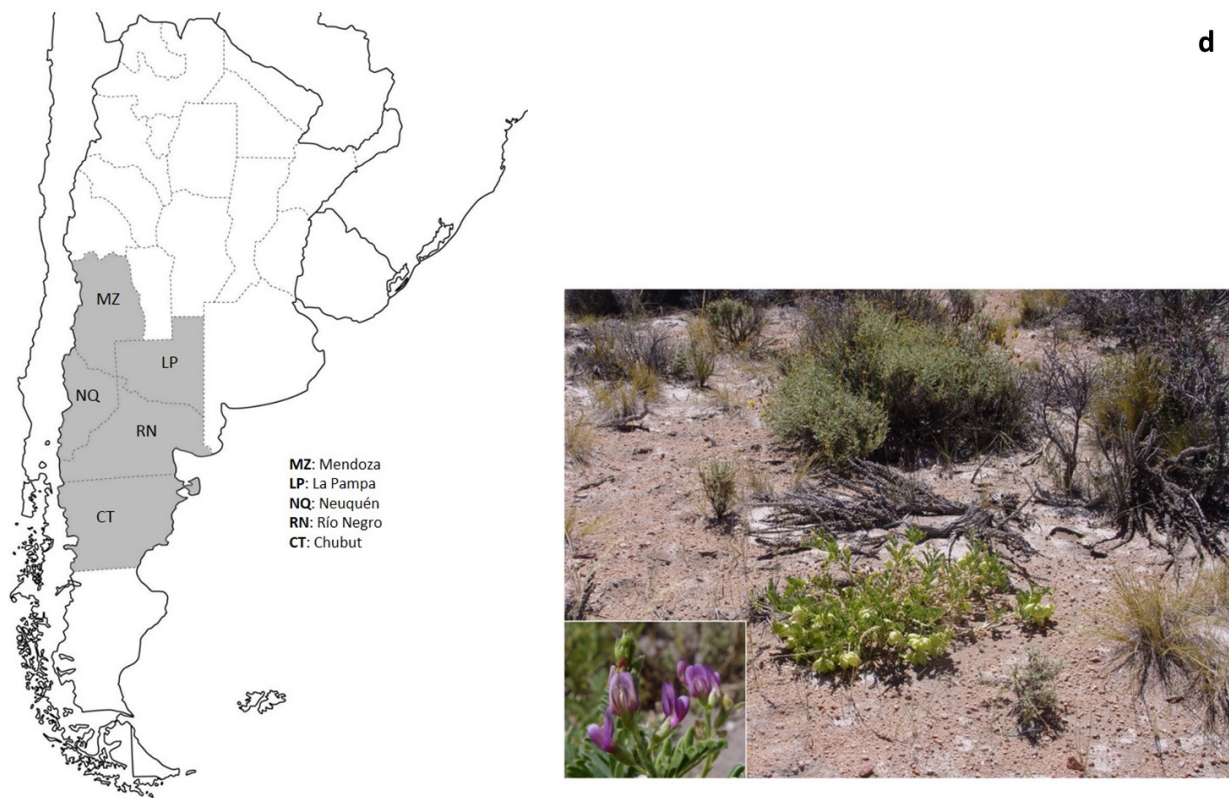 d
MZ
LP
NQ
RN
CT
MZ: Mendoza
LP: La Pampa
NQ: Neuquén
RN: Río Negro
CT: Chubut